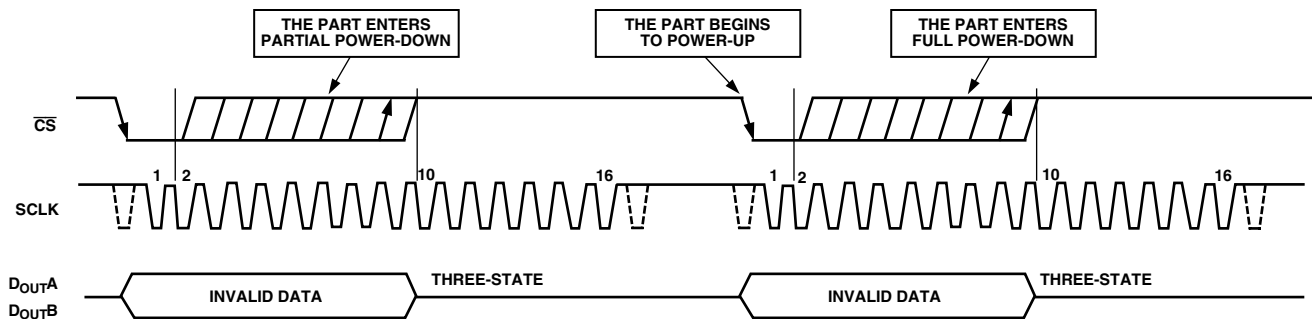 THE PART ENTERS
PARTIAL POWER-DOWN
THE PART BEGINS
TO POWER-UP
THE PART ENTERS
FULL POWER-DOWN
CS
SCLK
1 2 10 16 1 2 10 16
DOUTA
DOUTB
INVALID DATA
THREE-STATE
INVALID DATA
THREE-STATE